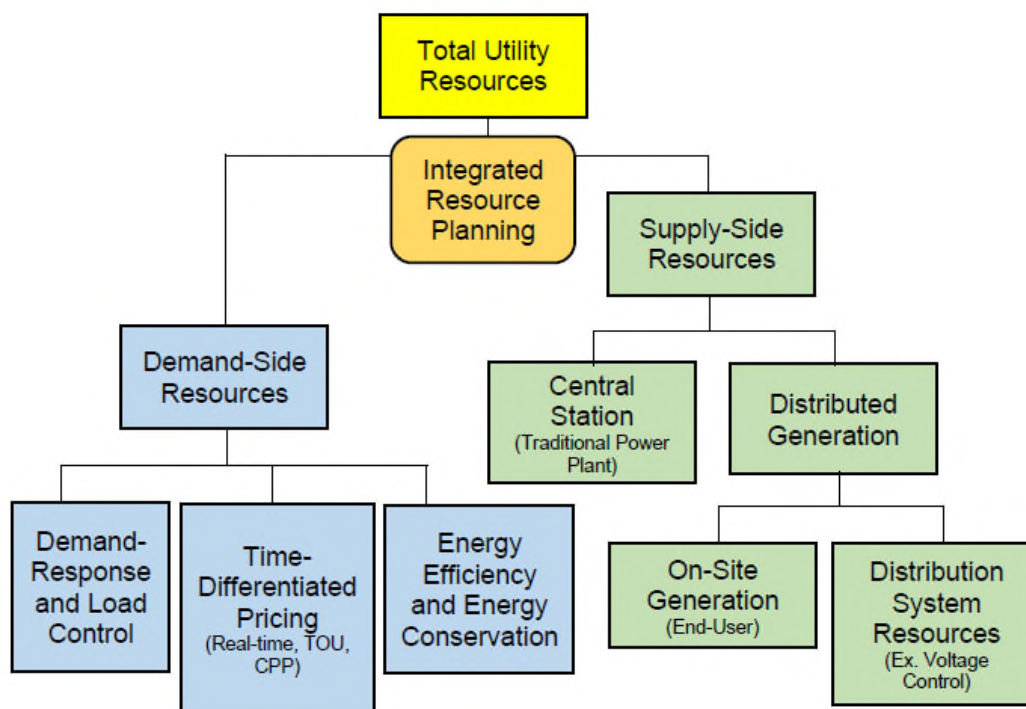 Total Utility
Resources
Integrated
Resource
Planning
Supply-Side
Resources
Demand-Side
Resources
Central
Station
(Traditional Power
Plant)
Distributed
Generation
Demand-
Response
and Load
Control
Time-
Differentiated
Pricing
(Real-time, TOU,
CPP)
Energy
Efficiency
and Energy
Conservation
On-Site
Generation
(End-User)
Distribution
System
Resources
(Ex. Voltage
Control)